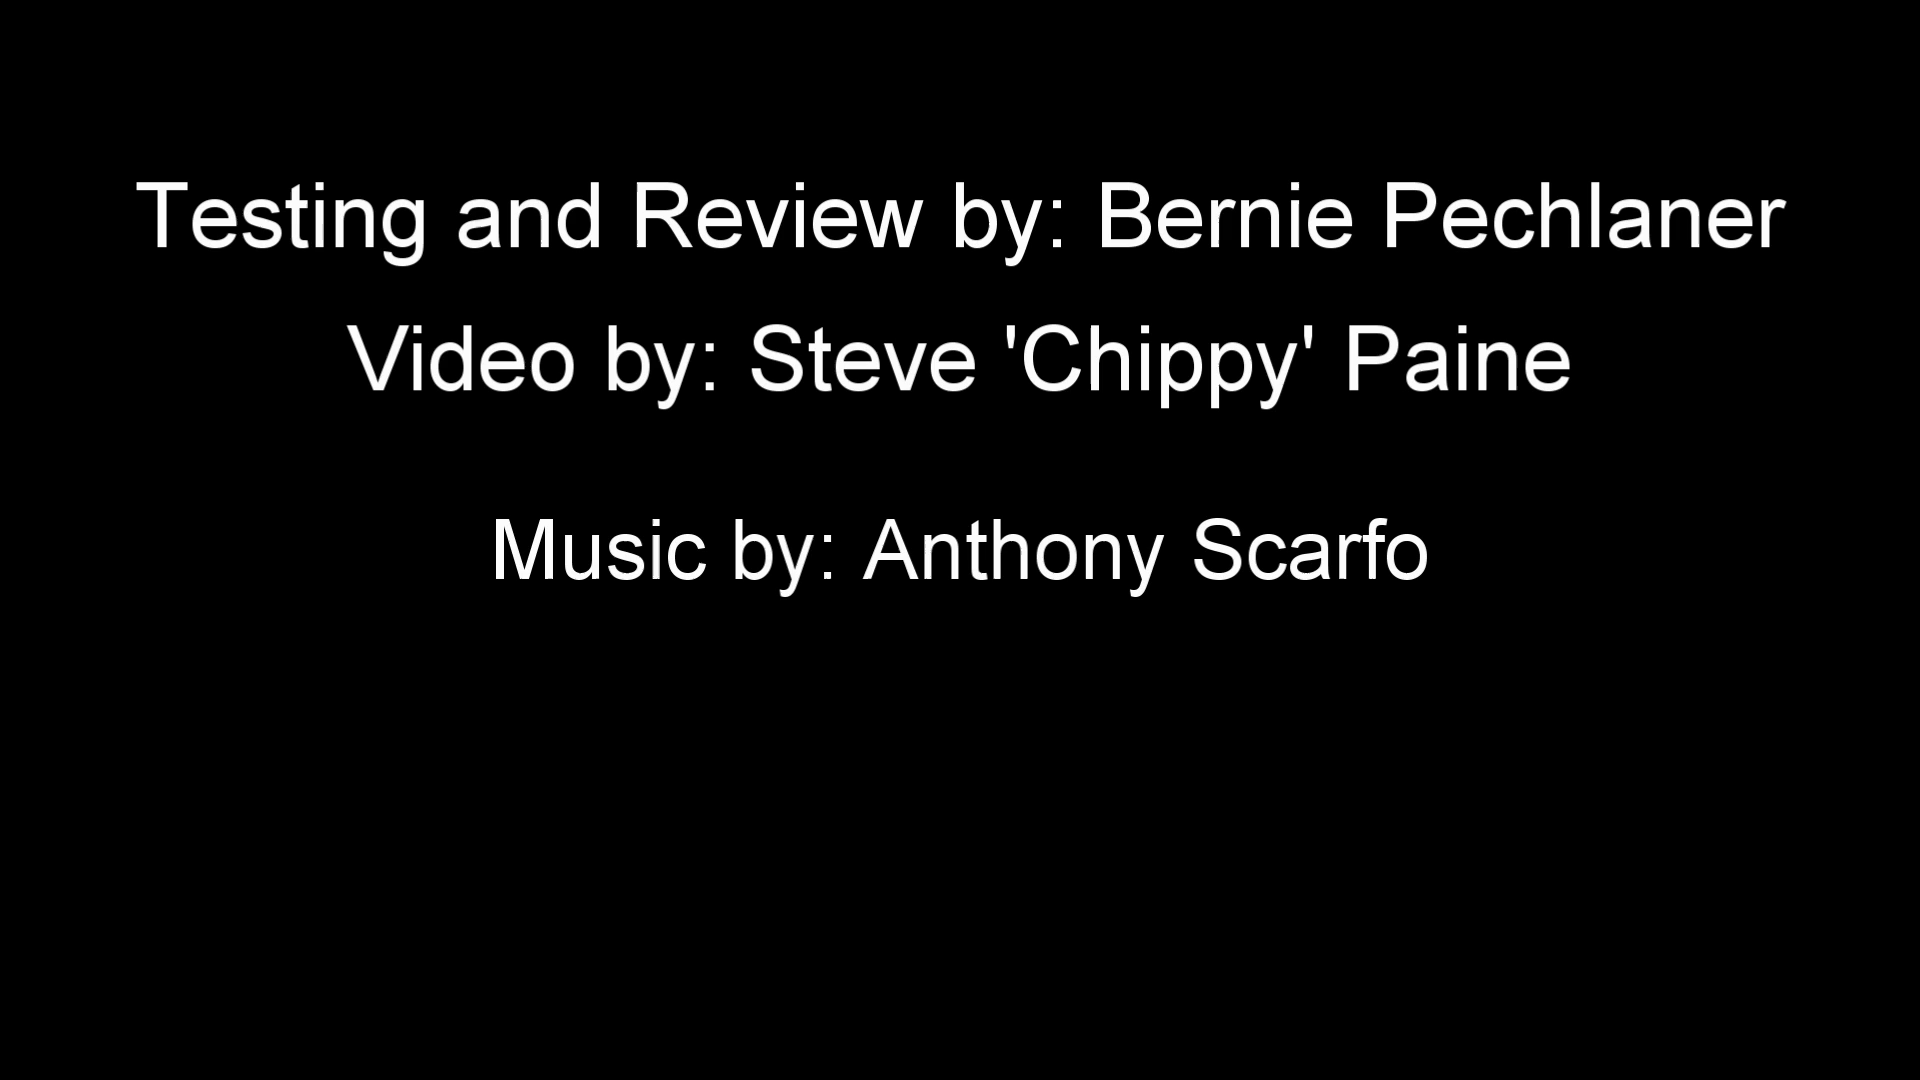 Testing and Review by: Bernie Pechlaner
Video by: Steve 'Chippy' Paine
Music by: Anthony Scarfo